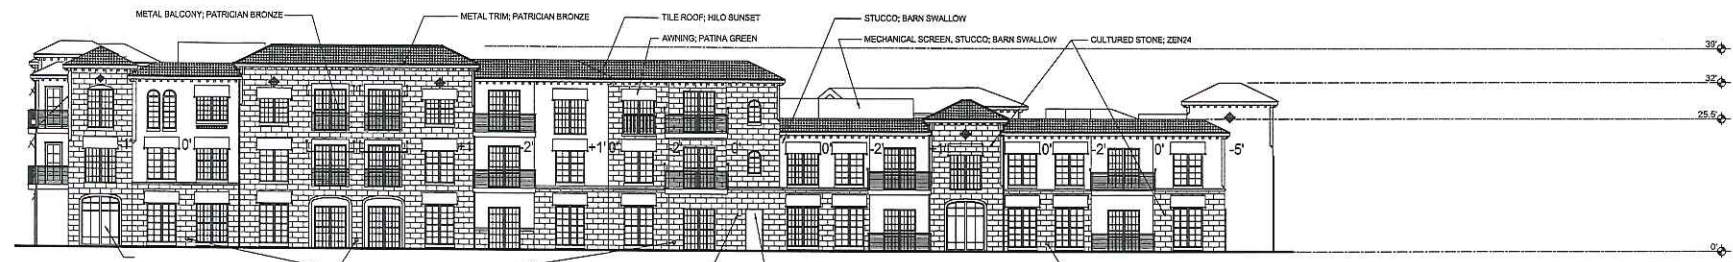 METAL BALCONY; PATRICIAN BRONZE
METAL TRIM; PATRICIAN BRONZE
TILE ROOF; HILO SUNSET
STUCCO; BARN SWALLOW
AWNING; PATINA GREEN
MECHANICAL SCREEN, STUCCO; BARN SWALLOW
CULTURED STONE; ZEN24
39'
32'
25.5'
-1' 0' +1 -2' +1' 0' -2' 0' 0' -2' -1' 0' -2' 0' -5'
0'